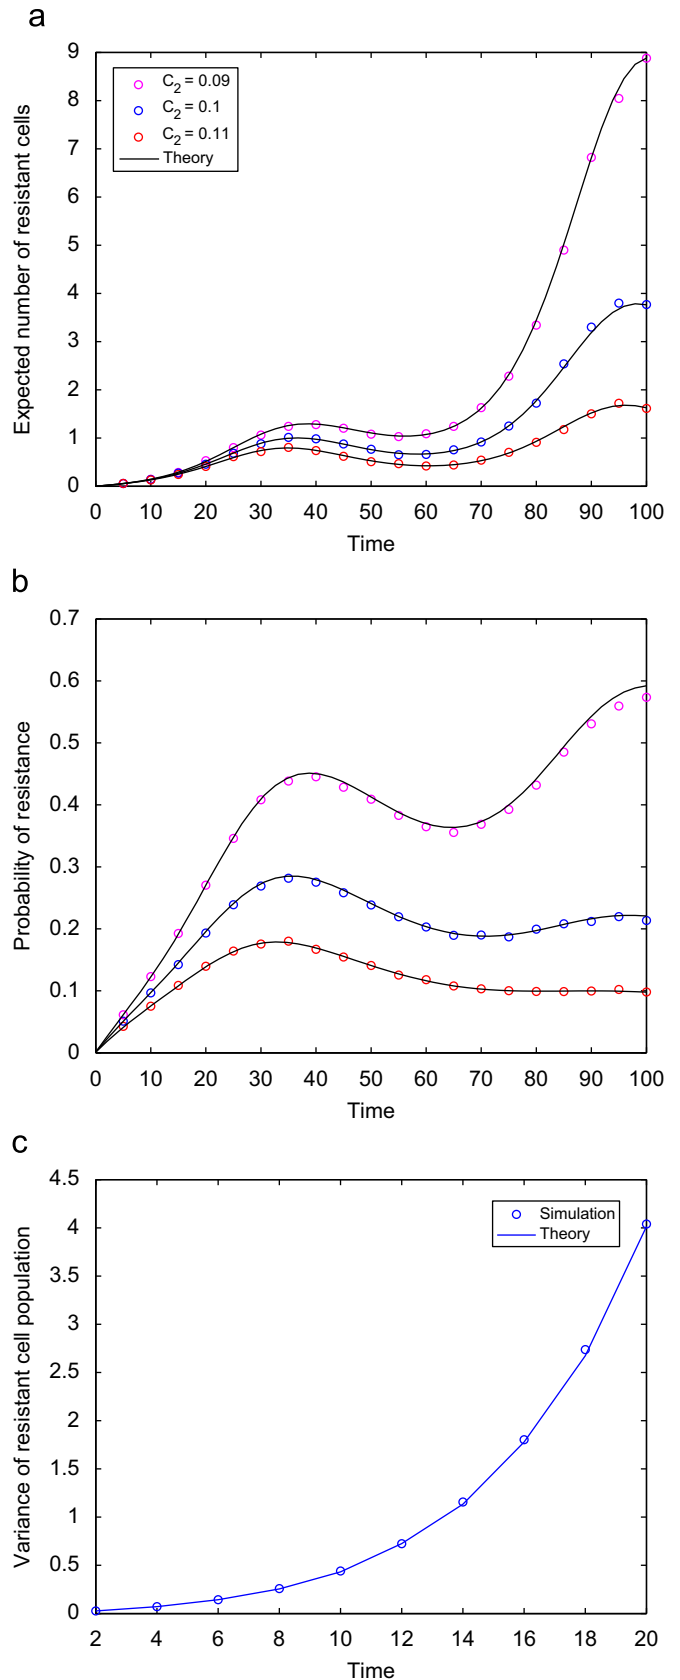 a
Expected number of resistant cells
9
8
7
6
5
4
3
2
1
0
C2 = 0.09
C2 = 0.1
C2 = 0.11
Theory
0 10 20 30 40 50 60 70 80 90 100
Time
b
Probability of resistance
0.7
0.6
0.5
0.4
0.3
0.2
0.1
0
0 10 20 30 40 50 60 70 80 90 100
Time
c
Variance of resistant cell population
4.5
4
3.5
3
2.5
2
1.5
1
0.5
0
Simulation
Theory
2 4 6 8 10 12 14 16 18 20
Time